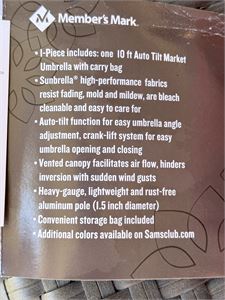 Member's Mark.
• 1-Piece includes: one 10 ft Auto Tilt Market
Umbrella with carry bag
• Sunbrella® high-performance fabrics
resist fading, mold and mildew, are bleach
cleanable and easy to care for
• Auto-tilt function for easy umbrella angle
adjustment, crank-lift system for easy
umbrella opening and closing
• Vented canopy facilitates air flow, hinders
inversion with sudden wind gusts
• Heavy-gauge, lightweight and rust-free
aluminum pole (1.5 inch diameter)
• Convenient storage bag included
• Additional colors available on Samsclub.com